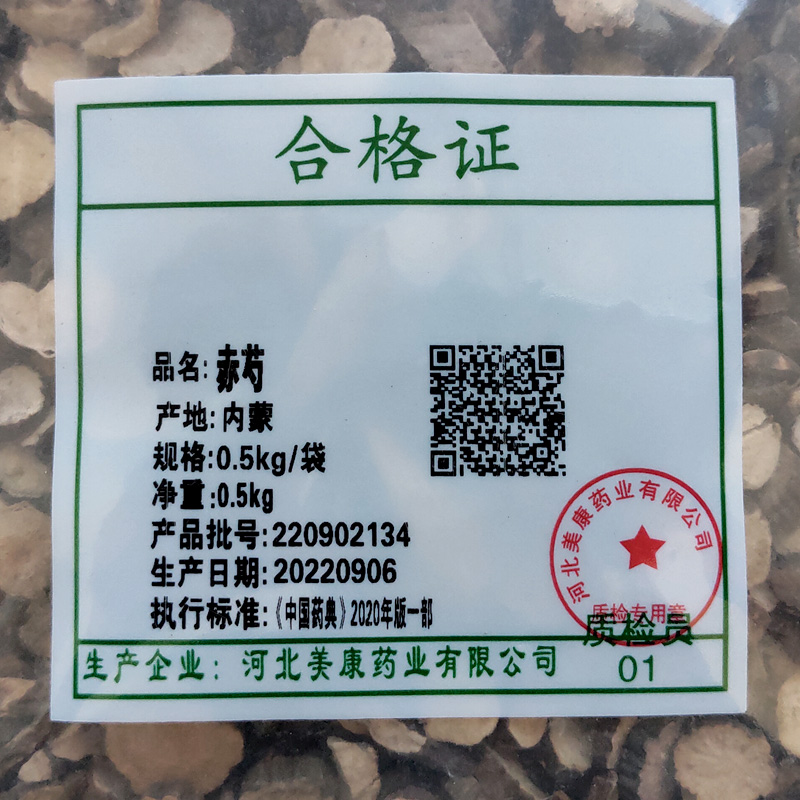 合格证
品名:赤芍
产地:内蒙
规格:0.5kg/袋
净重:0.5kg
产品批号:220902134
生产日期:20220906
执行标准:《中国药典》2020年版一部
河北美康药业有限公司
质检专用章
质检员
01
生产企业:河北美康药业有限公司